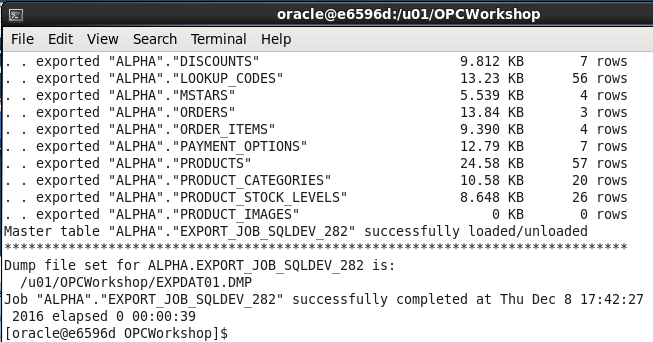 oracle@e6596d:/u01/OPCWorkshop
File Edit View Search Terminal Help
. . exported "ALPHA"."DISCOUNTS" 9.812 KB 7 rows
. . exported "ALPHA"."LOOKUP_CODES" 13.23 KB 56 rows
. . exported "ALPHA"."MSTARS" 5.539 KB 4 rows
. . exported "ALPHA"."ORDERS" 13.84 KB 3 rows
. . exported "ALPHA"."ORDER_ITEMS" 9.390 KB 4 rows
. . exported "ALPHA"."PAYMENT_OPTIONS" 12.79 KB 7 rows
. . exported "ALPHA"."PRODUCTS" 24.58 KB 57 rows
. . exported "ALPHA"."PRODUCT_CATEGORIES" 10.58 KB 20 rows
. . exported "ALPHA"."PRODUCT_STOCK_LEVELS" 8.648 KB 26 rows
. . exported "ALPHA"."PRODUCT_IMAGES" 0 KB 0 rows
Master table "ALPHA"."EXPORT_JOB_SQLDEV_282" successfully loaded/unloaded
******************************************************************************
Dump file set for ALPHA.EXPORT_JOB_SQLDEV_282 is:
/u01/OPCWorkshop/EXPDAT01.DMP
Job "ALPHA"."EXPORT_JOB_SQLDEV_282" successfully completed at Thu Dec 8 17:42:27
2016 elapsed 0 00:00:39
[oracle@e6596d OPCWorkshop]$